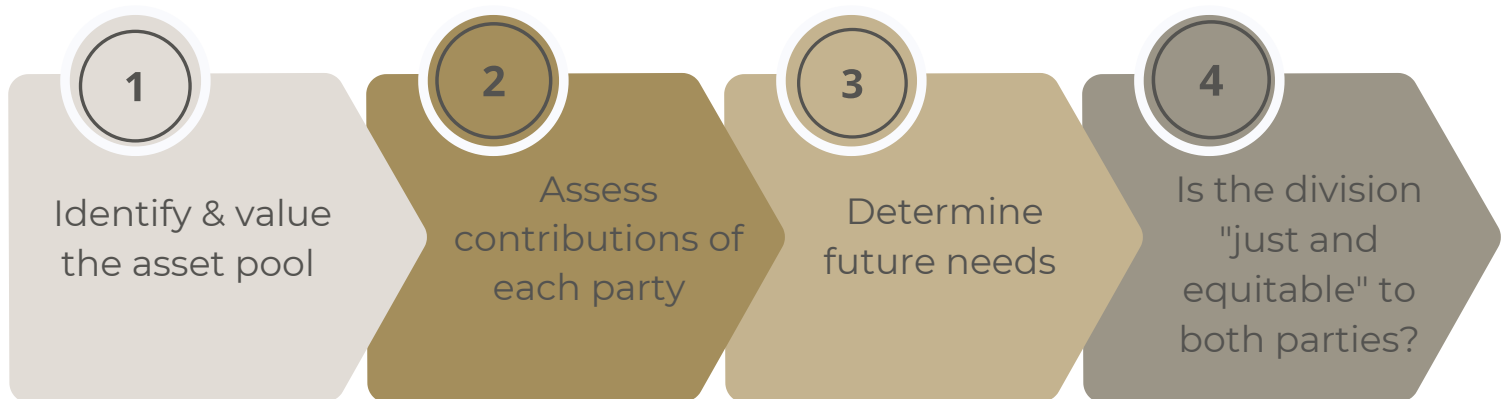 1
Identify & value
the asset pool
2
Assess
contributions of
each party
3
Determine
future needs
4
Is the division
"just and
equitable" to
both parties?